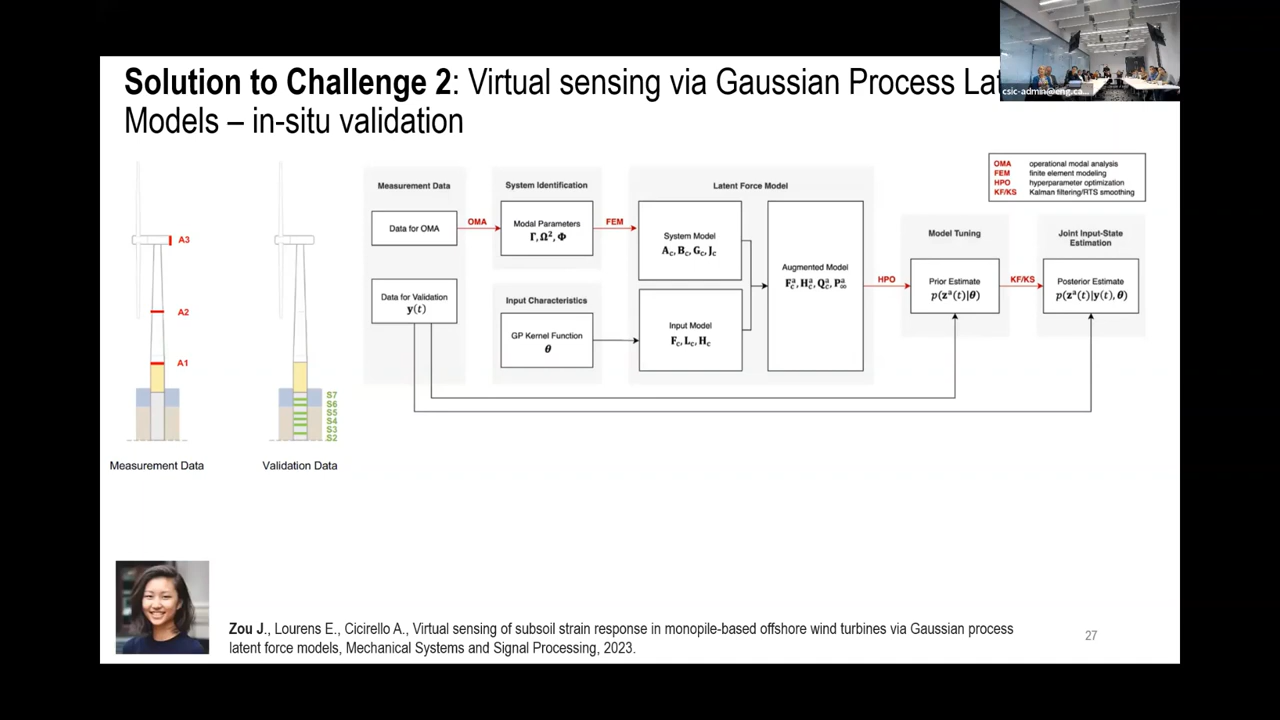 Solution to Challenge 2: Virtual sensing via Gaussian Process Lat
Models – in-situ validation
csic-admin@eng.ca...
OMA operational modal analysis
FEM finite element modeling
HPO hyperparameter optimization
KF/KS Kalman filtering/RTS smoothing
A3
A2
A1
Measurement Data
S7
S6
S5
S4
S3
S2
Validation Data
Measurement Data
Data for OMA
Data for Validation
y(t)
OMA
System Identification
Modal Parameters
Γ, Ω², Φ
FEM
Input Characteristics
GP Kernel Function
θ
Latent Force Model
System Model
A_c, B_c, G_c, J_c
Input Model
F_c, L_c, H_c
Augmented Model
F_c^a, H_c^a, Q_c^a, P_∞^a
HPO
Model Tuning
Prior Estimate
p(z^a(t)|θ)
KF/KS
Joint Input-State
Estimation
Posterior Estimate
p(z^a(t)|y(t), θ)
Zou J., Lourens E., Cicirello A., Virtual sensing of subsoil strain response in monopile-based offshore wind turbines via Gaussian process
latent force models, Mechanical Systems and Signal Processing, 2023.
27